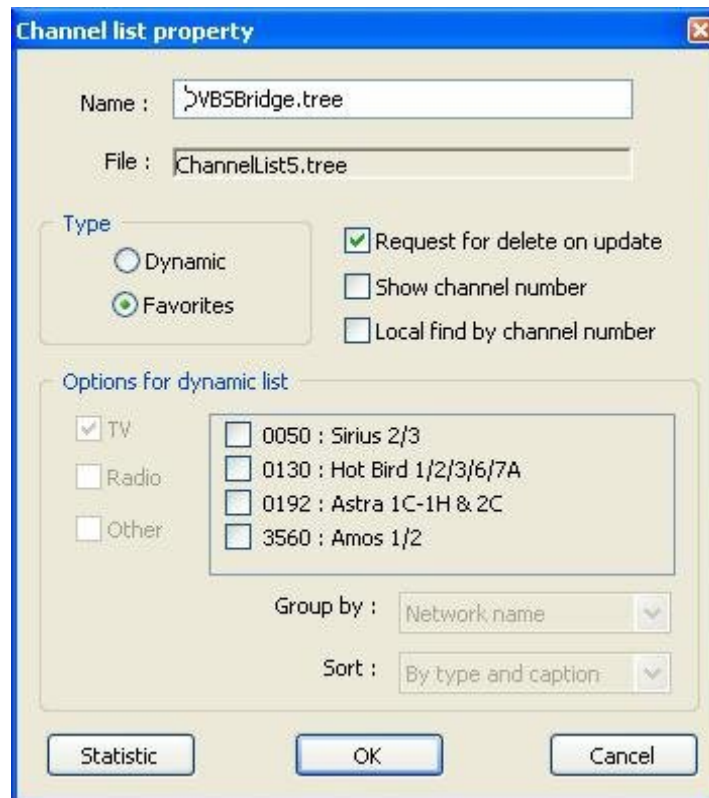 Channel list property
Name :
DVBSBridge.tree
File :
ChannelList5.tree
Type
Dynamic
Favorites
Request for delete on update
Show channel number
Local find by channel number
Options for dynamic list
TV
Radio
Other
0050 : Sirius 2/3
0130 : Hot Bird 1/2/3/6/7A
0192 : Astra 1C-1H & 2C
3560 : Amos 1/2
Group by :
Network name
Sort :
By type and caption
Statistic
OK
Cancel